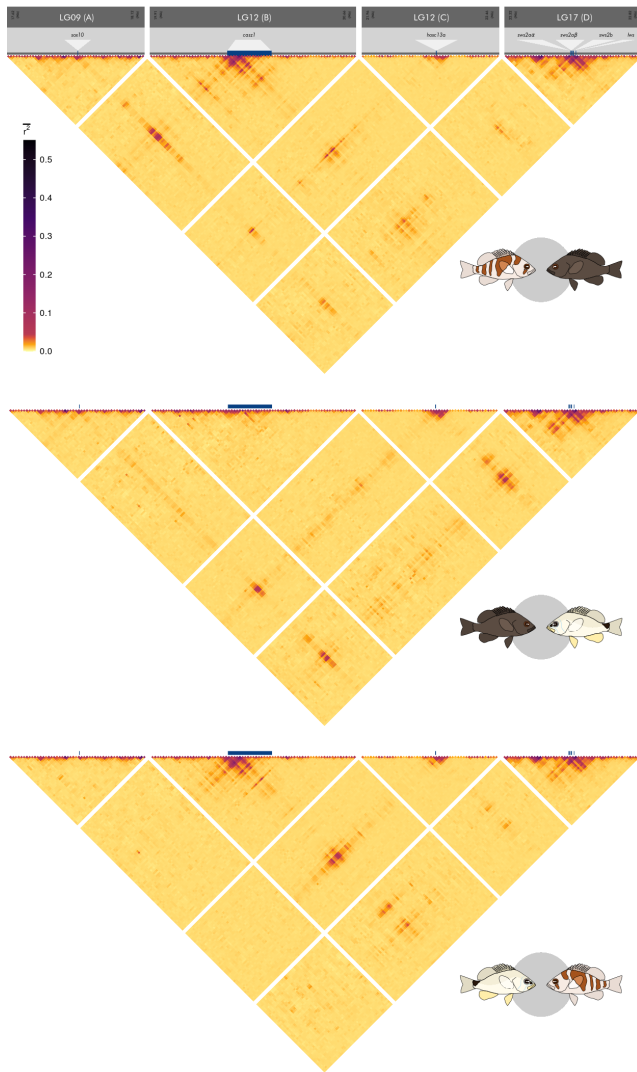 LG09 (A)
LG12 (B)
LG12 (C)
LG17 (D)
sox10
casz1
hoxc13a
sws2aα
sws2aβ
sws2b
lws
r²
0.5
0.4
0.3
0.2
0.1
0.0